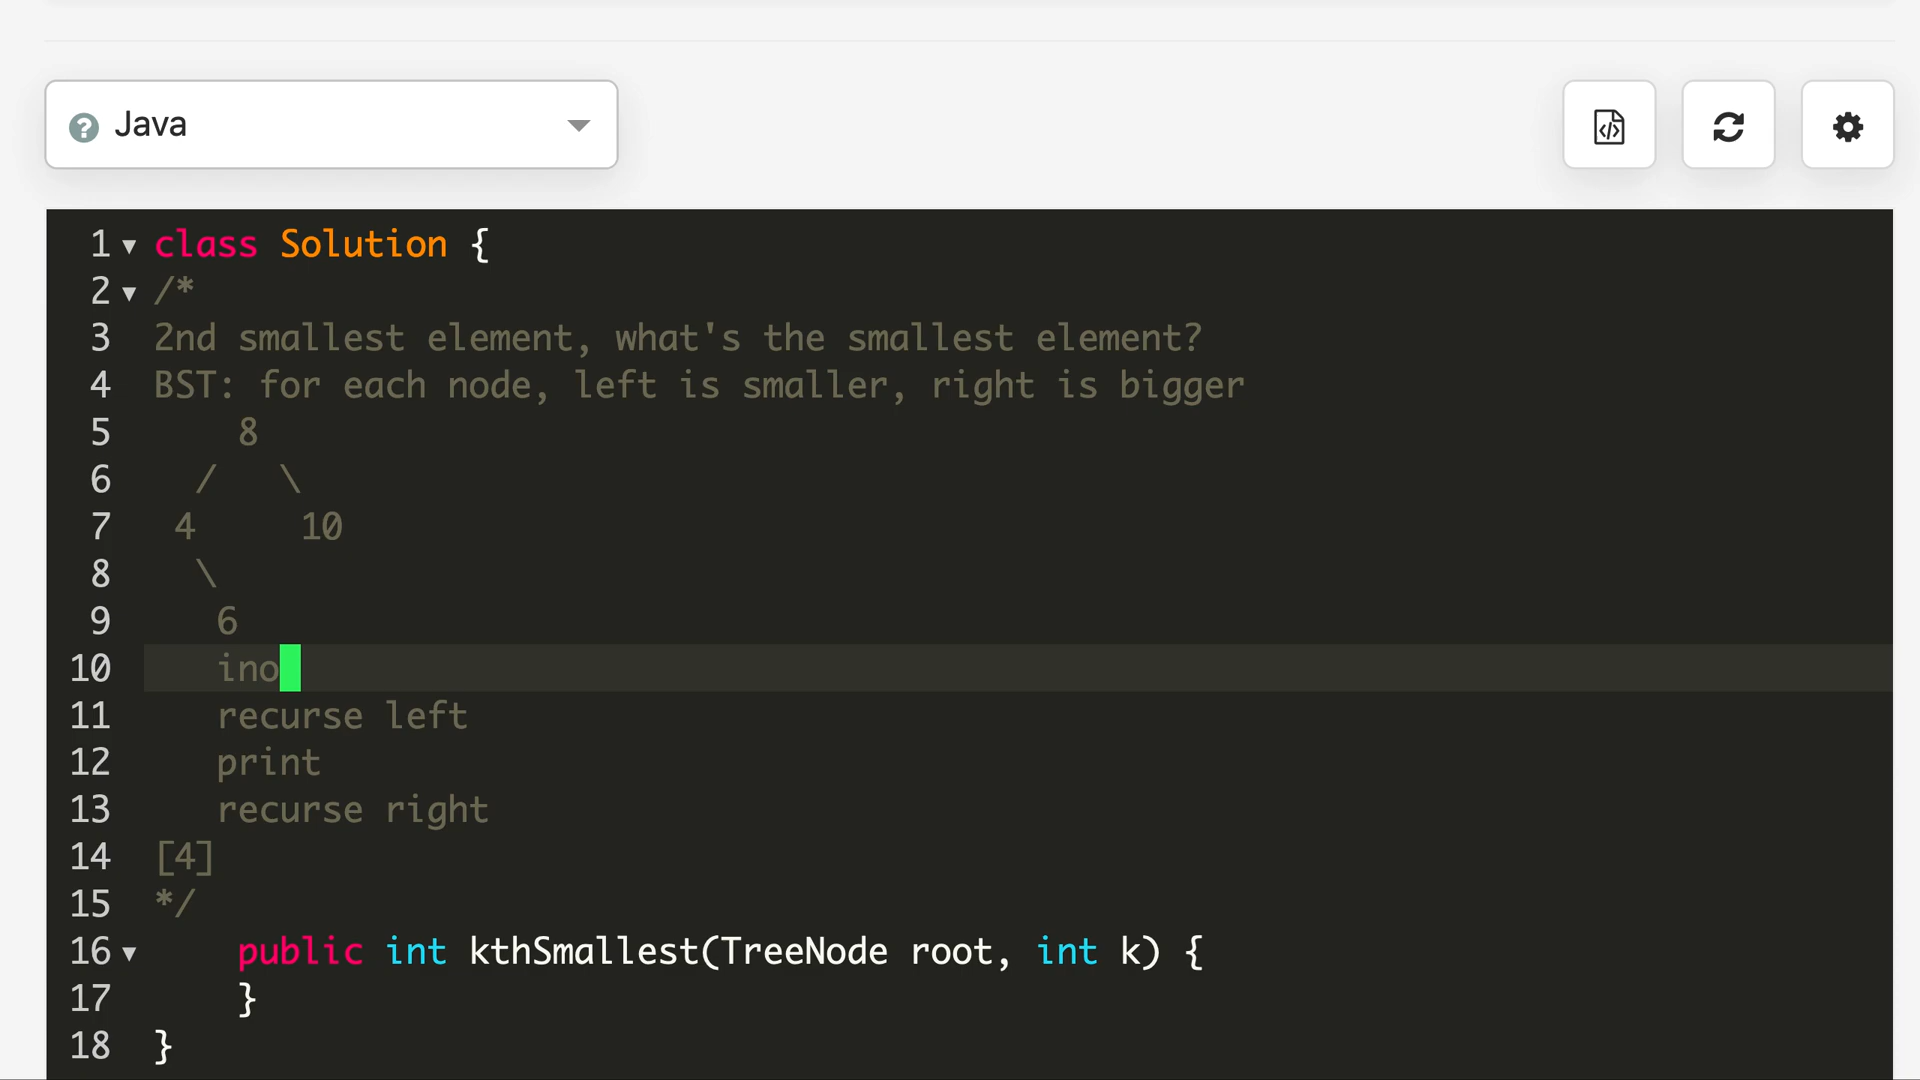 Java
1 class Solution {
2 /*
3 2nd smallest element, what's the smallest element?
4 BST: for each node, left is smaller, right is bigger
5     8
6   /   \
7  4     10
8   \
9    6
10    ino
11    recurse left
12    print
13    recurse right
14 [4]
15 */
16     public int kthSmallest(TreeNode root, int k) {
17     }
18 }